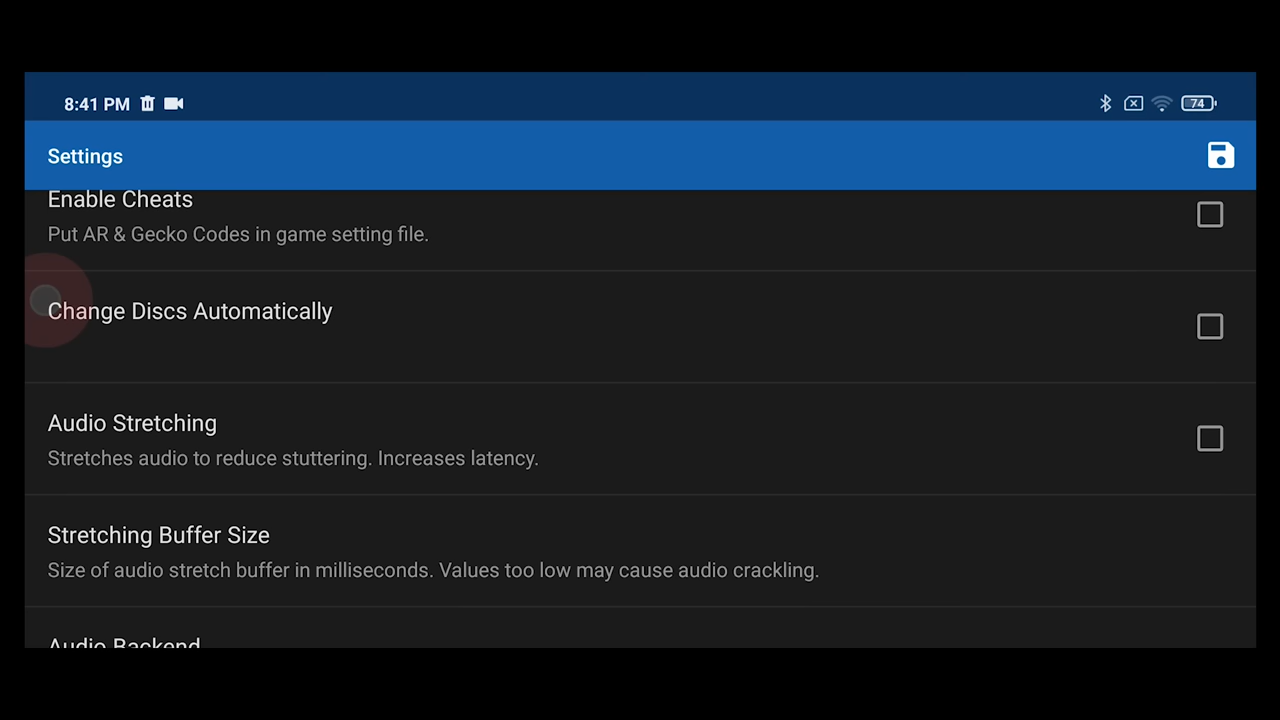 8:41 PM
74
Settings
Enable Cheats
Put AR & Gecko Codes in game setting file.
Change Discs Automatically
Audio Stretching
Stretches audio to reduce stuttering. Increases latency.
Stretching Buffer Size
Size of audio stretch buffer in milliseconds. Values too low may cause audio crackling.
Audio Backend